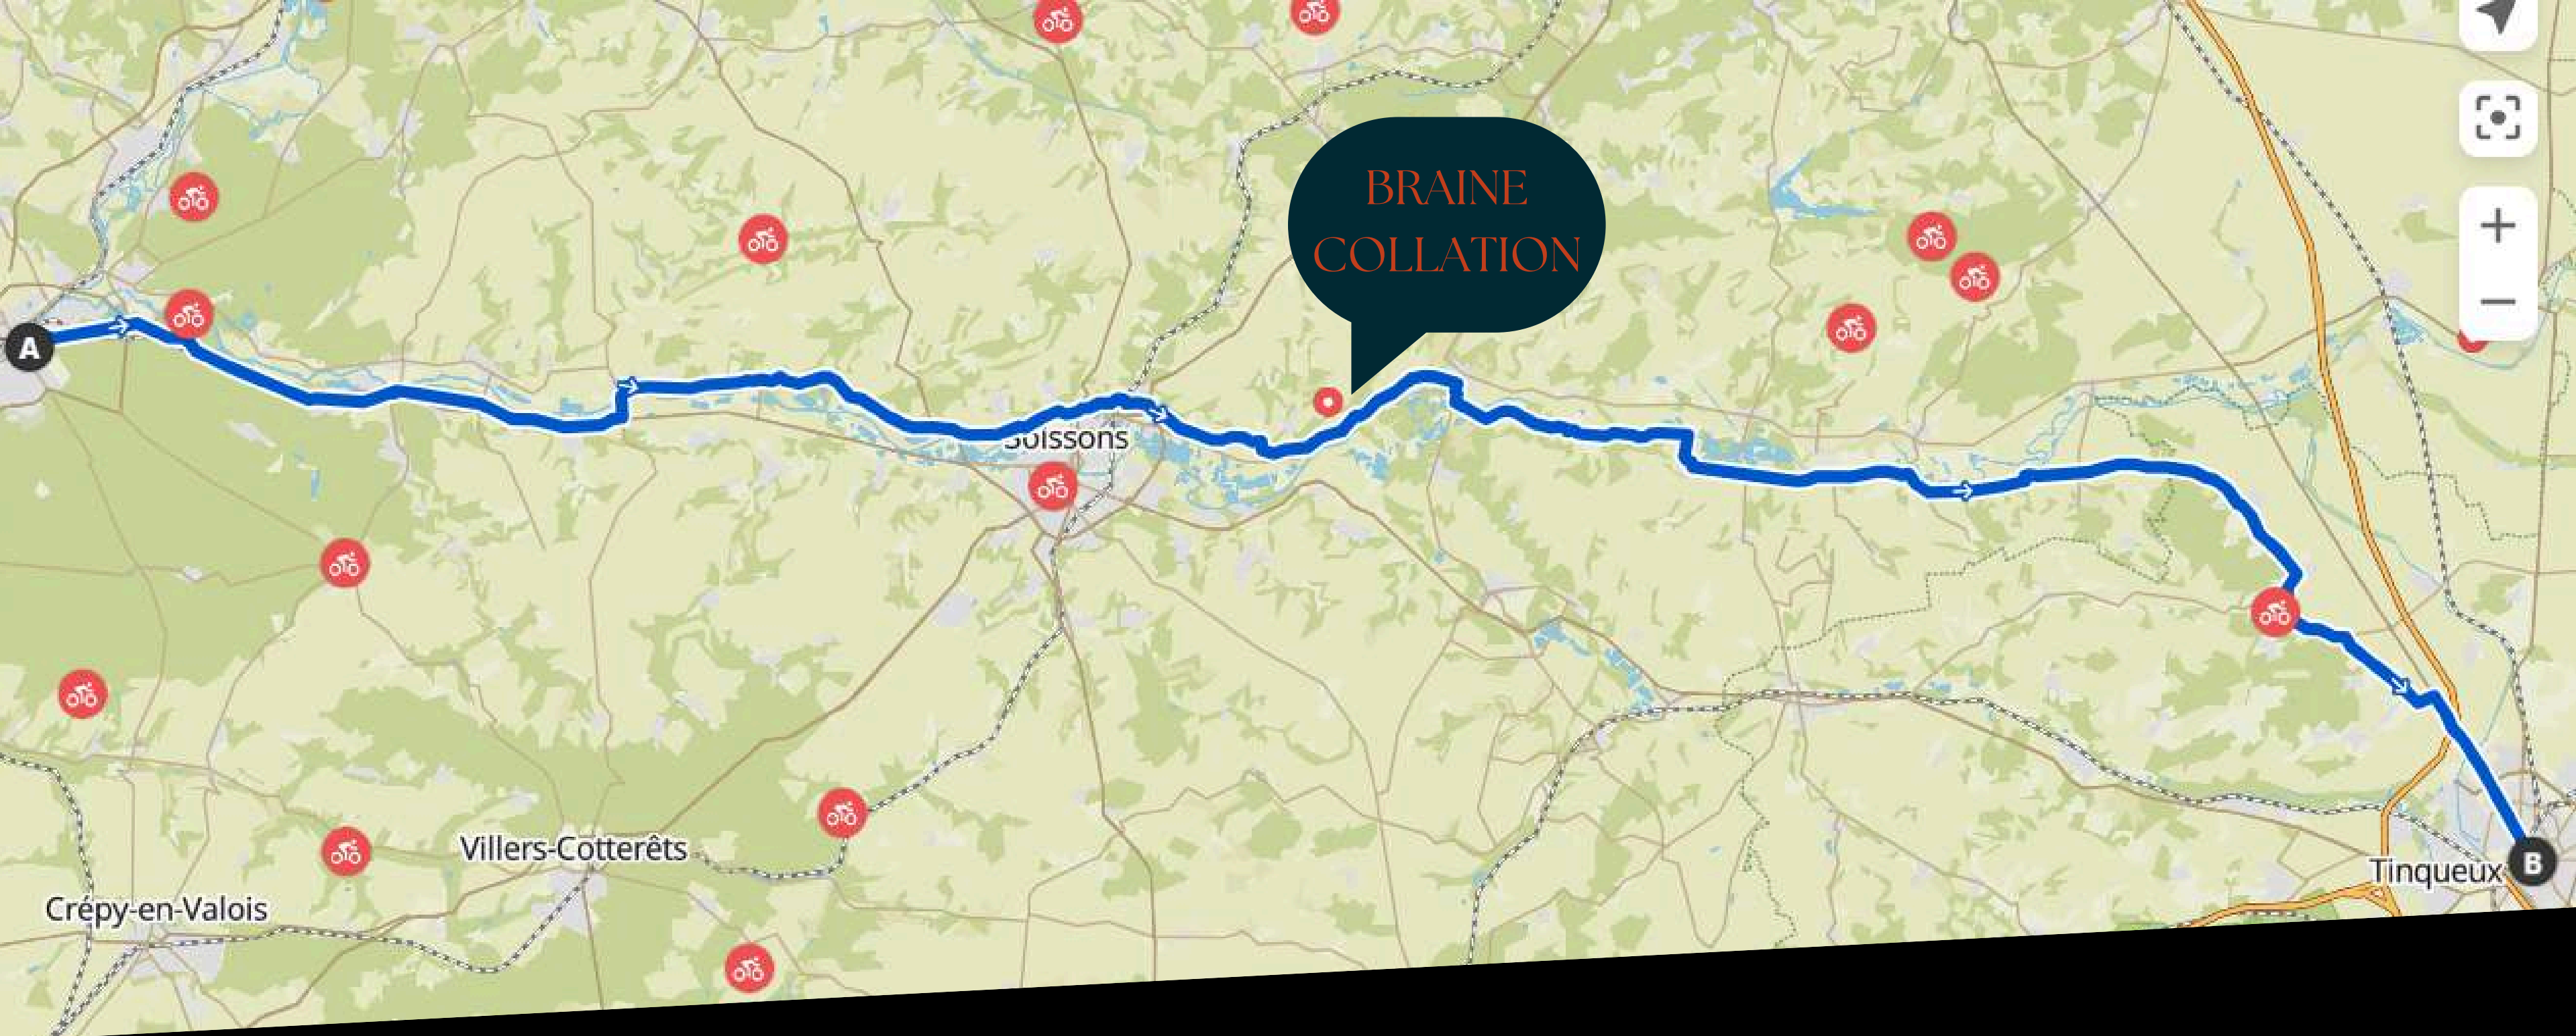 BRAINE
COLLATION
A
Soissons
Villers-Cotterêts
Crépy-en-Valois
Tinqueux
B